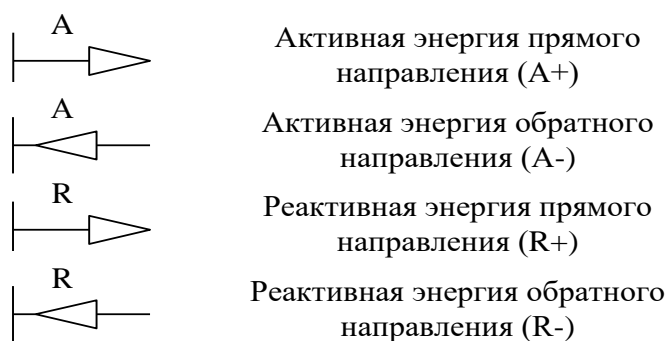 A
Активная энергия прямого
направления (A+)
A
Активная энергия обратного
направления (A-)
R
Реактивная энергия прямого
направления (R+)
R
Реактивная энергия обратного
направления (R-)